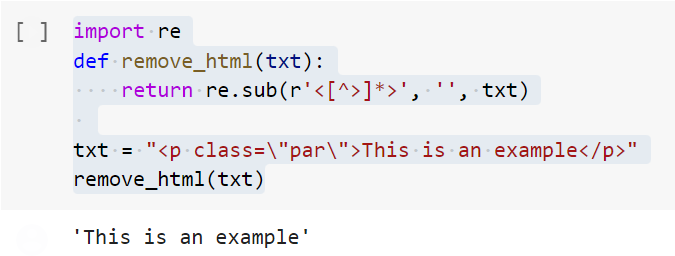 [ ] import re
def remove_html(txt):
    return re.sub(r'<[^>]*>', '', txt)
txt = "<p class=\"par\">This is an example</p>"
remove_html(txt)
'This is an example'